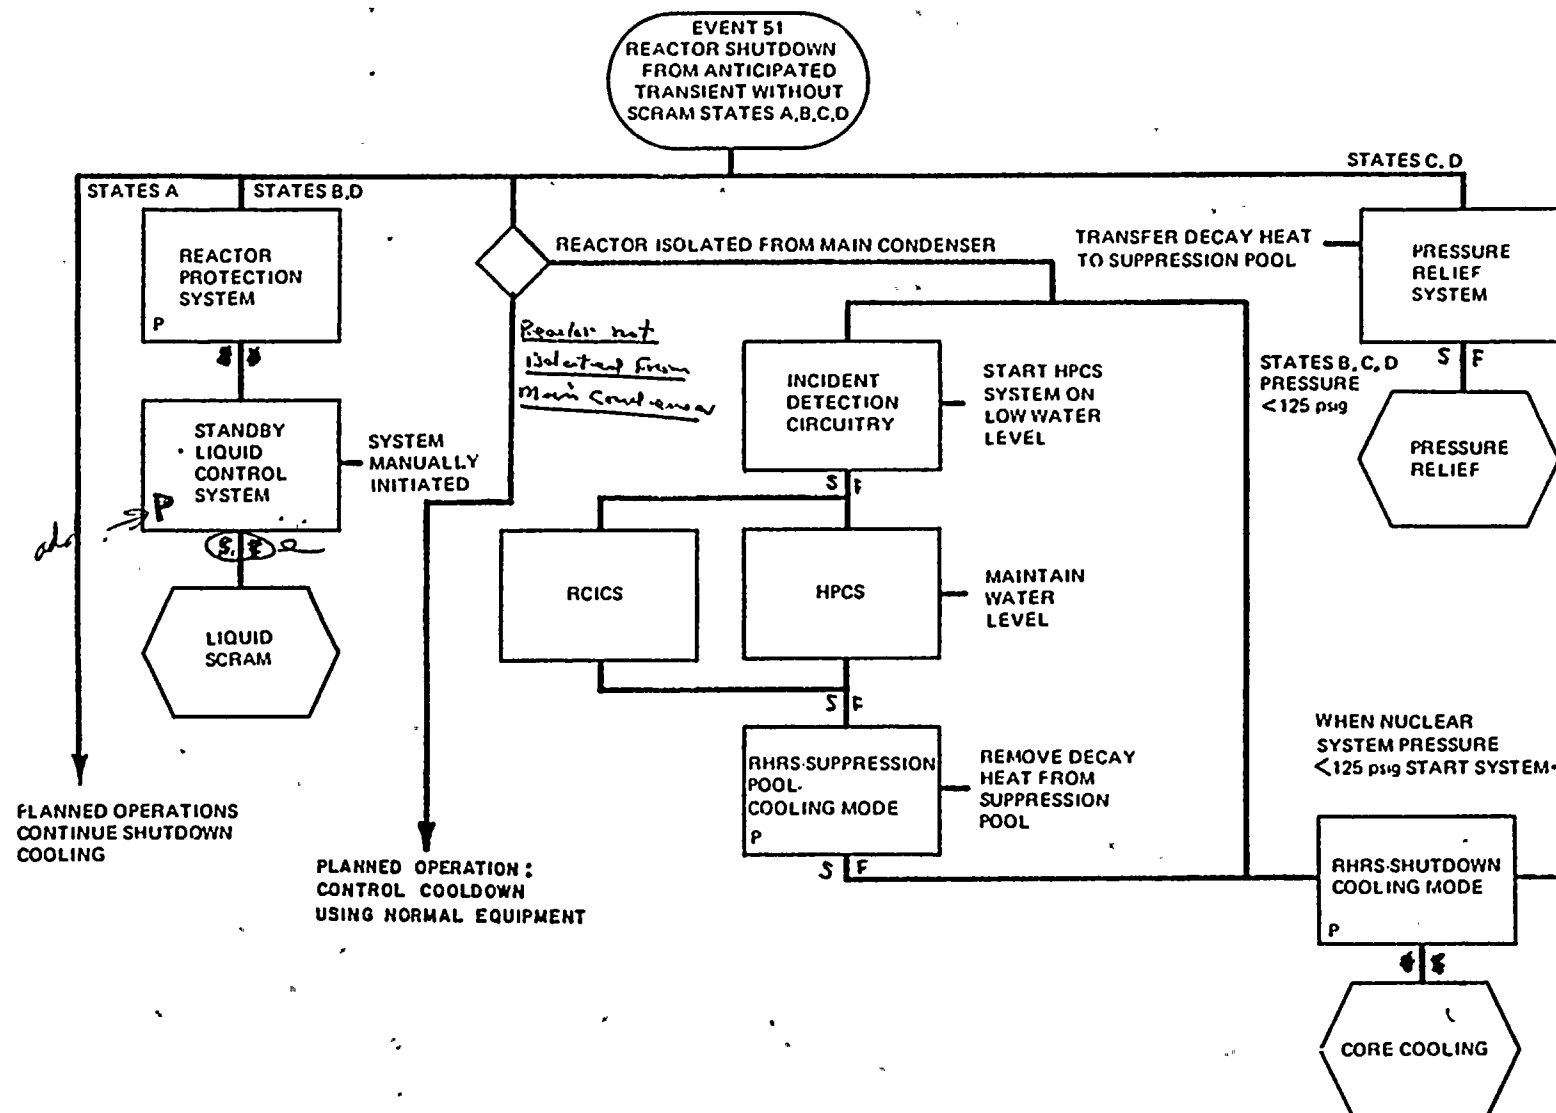 EVENT 51
REACTOR SHUTDOWN
FROM ANTICIPATED
TRANSIENT WITHOUT
SCRAM STATES A,B,C,D
STATES A
STATES B,D
STATES C, D
REACTOR
PROTECTION
SYSTEM
P
REACTOR ISOLATED FROM MAIN CONDENSER
TRANSFER DECAY HEAT
TO SUPPRESSION POOL
PRESSURE
RELIEF
SYSTEM
S F
Reactor not
isolated from
Main Condenser
INCIDENT
DETECTION
CIRCUITRY
START HPCS
SYSTEM ON
LOW WATER
LEVEL
S F
STATES B, C, D
PRESSURE
<125 psig
PRESSURE
RELIEF
STANDBY
LIQUID
CONTROL
SYSTEM
P
SYSTEM
MANUALLY
INITIATED
add
LIQUID
SCRAM
RCICS
HPCS
MAINTAIN
WATER
LEVEL
S F
RHRS-SUPPRESSION
POOL-
COOLING MODE
P
REMOVE DECAY
HEAT FROM
SUPPRESSION
POOL
S F
WHEN NUCLEAR
SYSTEM PRESSURE
<125 psig START SYSTEM
PLANNED OPERATIONS
CONTINUE SHUTDOWN
COOLING
PLANNED OPERATION:
CONTROL COOLDOWN
USING NORMAL EQUIPMENT
RHRS-SHUTDOWN
COOLING MODE
P
CORE COOLING